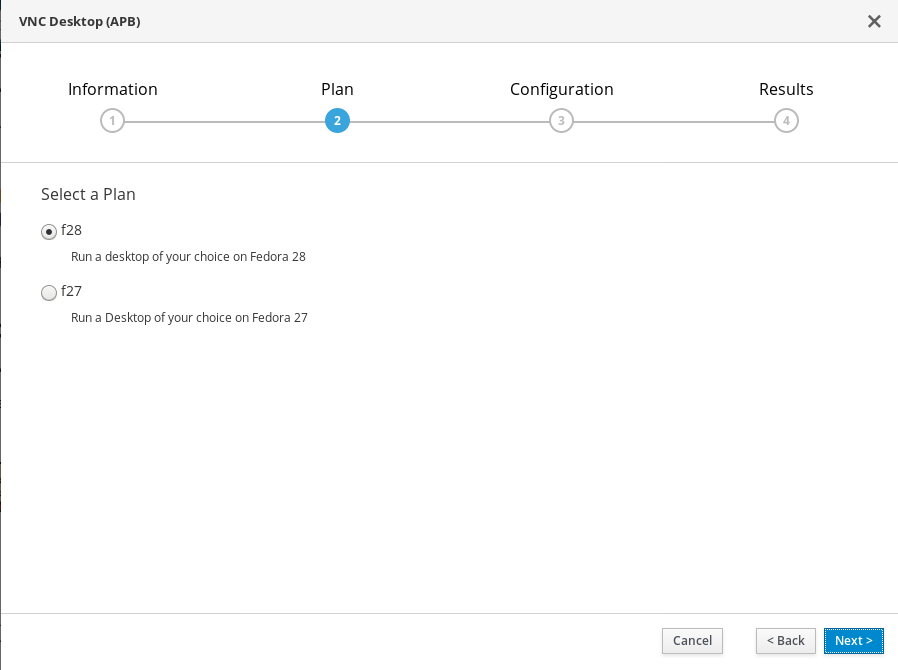 VNC Desktop (APB)
Information Plan Configuration Results
1 2 3 4
Select a Plan
f28
Run a desktop of your choice on Fedora 28
f27
Run a Desktop of your choice on Fedora 27
Cancel < Back Next >